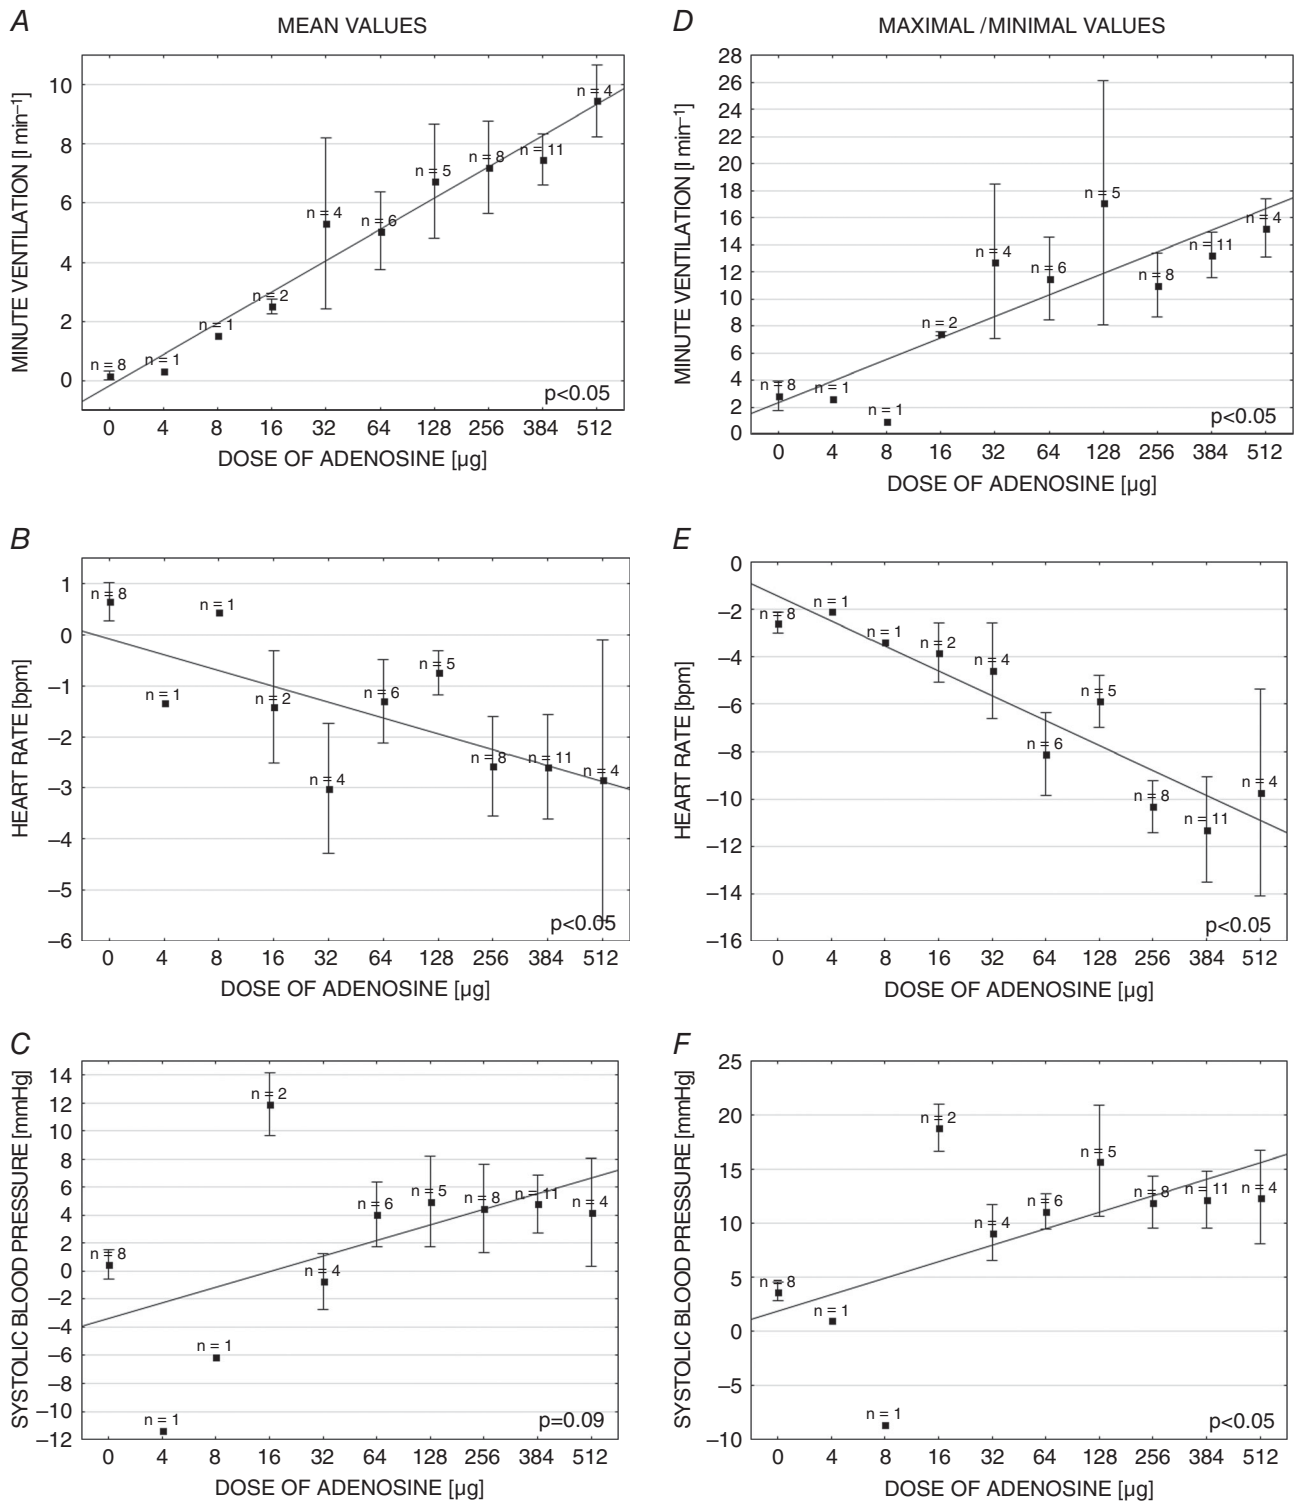 A
MEAN VALUES
MINUTE VENTILATION [l min⁻¹]
10
8
6
4
2
0
n = 8
n = 1
n = 1
n = 2
n = 4
n = 6
n = 5
n = 8
n = 11
n = 4
p<0.05
0 4 8 16 32 64 128 256 384 512
DOSE OF ADENOSINE [µg]
D
MAXIMAL /MINIMAL VALUES
MINUTE VENTILATION [l min⁻¹]
28
26
24
22
20
18
16
14
12
10
8
6
4
2
0
n = 8
n = 1
n = 1
n = 2
n = 4
n = 6
n = 5
n = 8
n = 11
n = 4
p<0.05
0 4 8 16 32 64 128 256 384 512
DOSE OF ADENOSINE [µg]
B
HEART RATE [bpm]
1
0
−1
−2
−3
−4
−5
−6
n = 8
n = 1
n = 1
n = 2
n = 4
n = 6
n = 5
n = 8
n = 11
n = 4
p<0.05
0 4 8 16 32 64 128 256 384 512
DOSE OF ADENOSINE [µg]
E
HEART RATE [bpm]
0
−2
−4
−6
−8
−10
−12
−14
−16
n = 8
n = 1
n = 1
n = 2
n = 4
n = 6
n = 5
n = 8
n = 11
n = 4
p<0.05
0 4 8 16 32 64 128 256 384 512
DOSE OF ADENOSINE [µg]
C
SYSTOLIC BLOOD PRESSURE [mmHg]
14
12
10
8
6
4
2
0
−2
−4
−6
−8
−10
−12
n = 8
n = 1
n = 1
n = 2
n = 4
n = 6
n = 5
n = 8
n = 11
n = 4
p=0.09
0 4 8 16 32 64 128 256 384 512
DOSE OF ADENOSINE [µg]
F
SYSTOLIC BLOOD PRESSURE [mmHg]
25
20
15
10
5
0
−5
−10
n = 8
n = 1
n = 1
n = 2
n = 4
n = 6
n = 5
n = 8
n = 11
n = 4
p<0.05
0 4 8 16 32 64 128 256 384 512
DOSE OF ADENOSINE [µg]